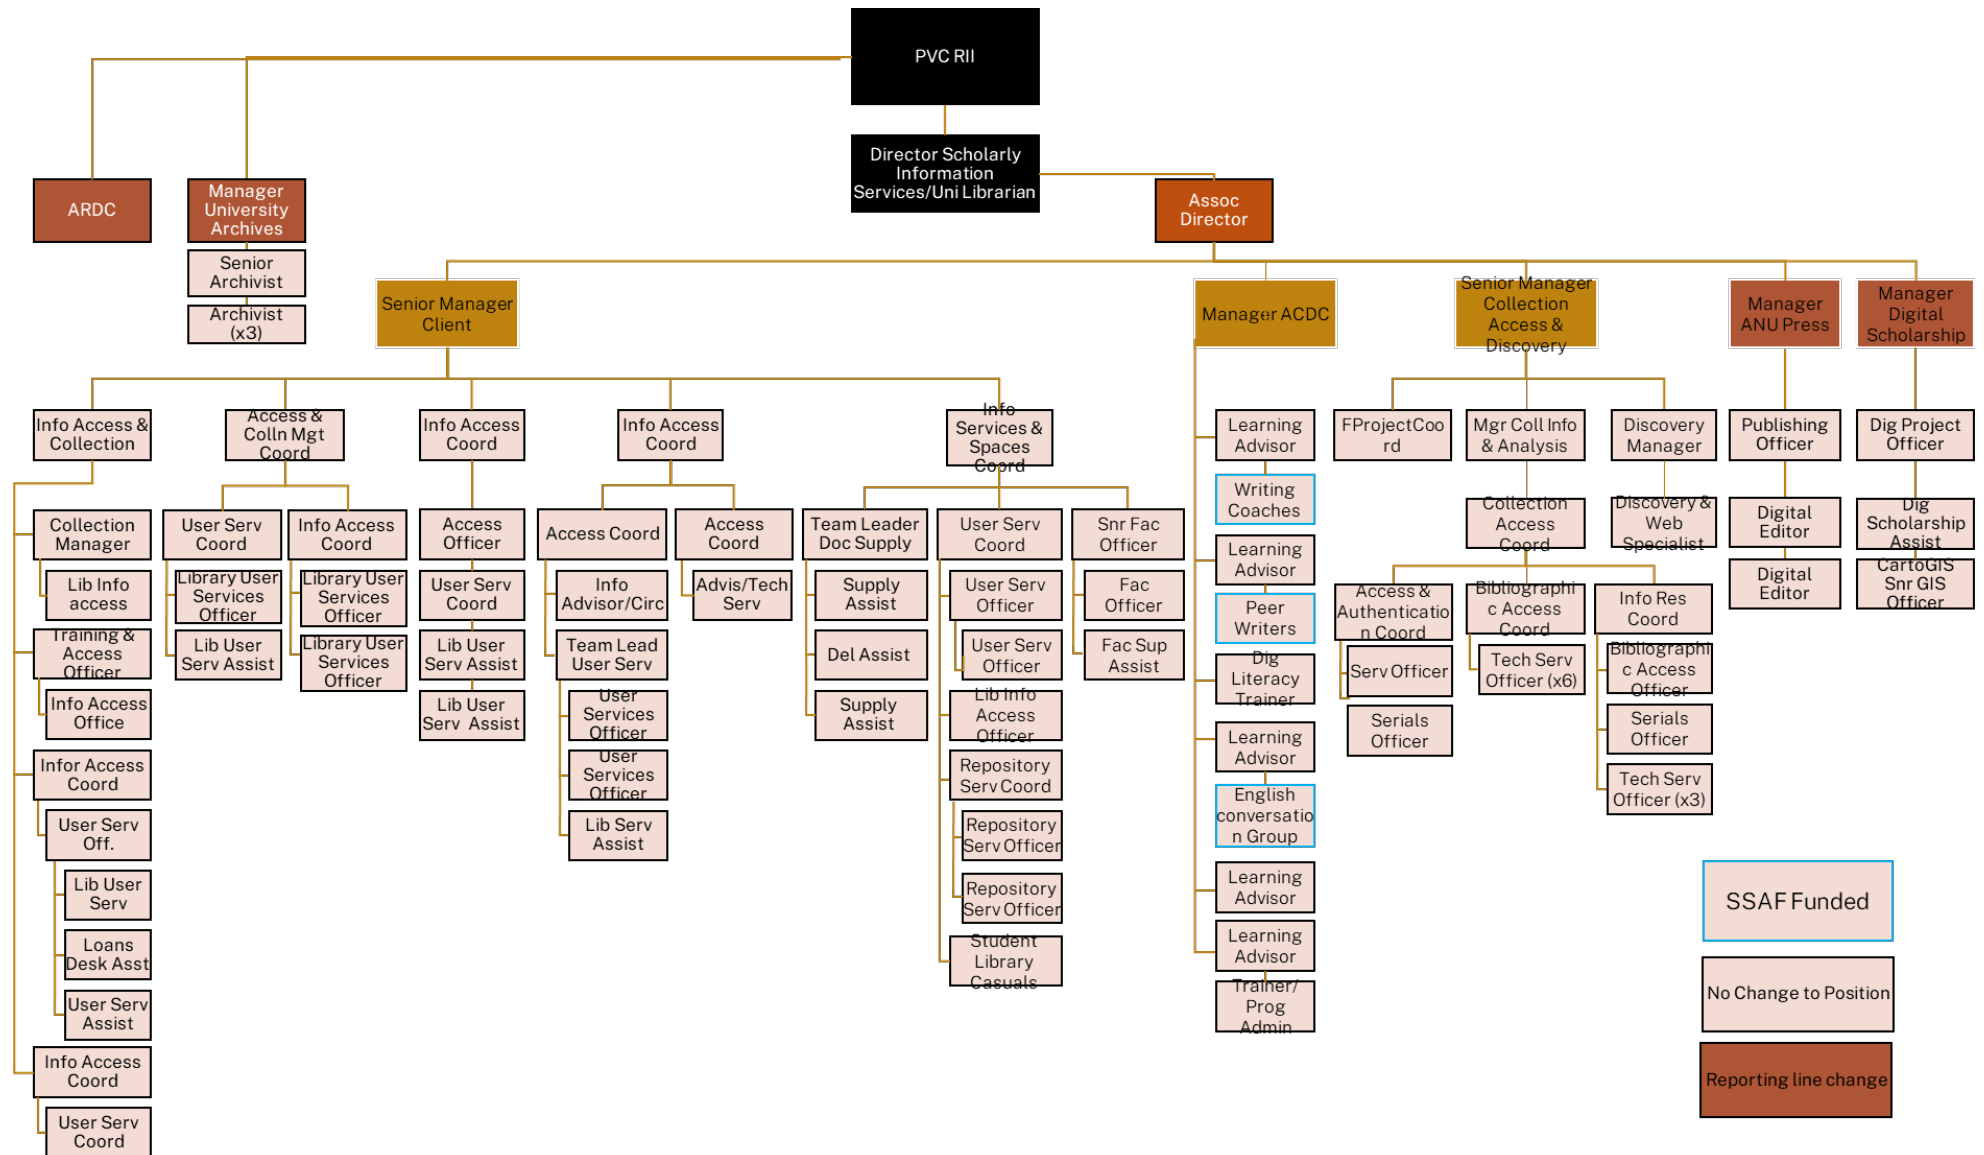 PVC RII
Director Scholarly
Information
Services/Uni Librarian
ARDC
Manager
University
Archives
Assoc
Director
Senior
Archivist
Archivist
(x3)
Senior Manager
Client
Manager ACDC
Senior Manager
Collection
Access &
Discovery
Manager
ANU Press
Manager
Digital
Scholarship
Info Access &
Collection
Access &
Colln Mgt
Coord
Info Access
Coord
Info Access
Coord
Info
Services &
Spaces
Coord
Learning
Advisor
FProjectCoo
rd
Mgr Coll Info
& Analysis
Discovery
Manager
Publishing
Officer
Dig Project
Officer
Collection
Manager
Lib Info
access
Training &
Access
Officer
Info Access
Office
Infor Access
Coord
User Serv
Off.
Lib User
Serv
Loans
Desk Asst
User Serv
Assist
Info Access
Coord
User Serv
Coord
User Serv
Coord
Library User
Services
Officer
Lib User
Serv Assist
Info Access
Coord
Library User
Services
Officer
Library User
Services
Officer
Access
Officer
User Serv
Coord
Lib User
Serv Assist
Lib User
Serv Assist
Access Coord
Info
Advisor/Circ
Team Lead
User Serv
User
Services
Officer
User
Services
Officer
Lib Serv
Assist
Access
Coord
Advis/Tech
Serv
Team Leader
Doc Supply
Supply
Assist
Del Assist
Supply
Assist
User Serv
Coord
User Serv
Officer
User Serv
Officer
Lib Info
Access
Officer
Repository
Serv Coord
Repository
Serv Officer
Repository
Serv Officer
Student
Library
Casuals
Snr Fac
Officer
Fac
Officer
Fac Sup
Assist
Writing
Coaches
Learning
Advisor
Peer
Writers
Dig
Literacy
Trainer
Learning
Advisor
English
conversatio
n Group
Learning
Advisor
Learning
Advisor
Trainer/
Prog
Admin
Collection
Access
Coord
Access &
Authenticatio
n Coord
Serv Officer
Serials
Officer
Bibliographi
c Access
Coord
Tech Serv
Officer (x6)
Info Res
Coord
Bibliographi
c Access
Officer
Serials
Officer
Tech Serv
Officer (x3)
Discovery &
Web
Specialist
Digital
Editor
Digital
Editor
Dig
Scholarship
Assist
CartoGIS
Snr GIS
Officer
SSAF Funded
No Change to Position
Reporting line change